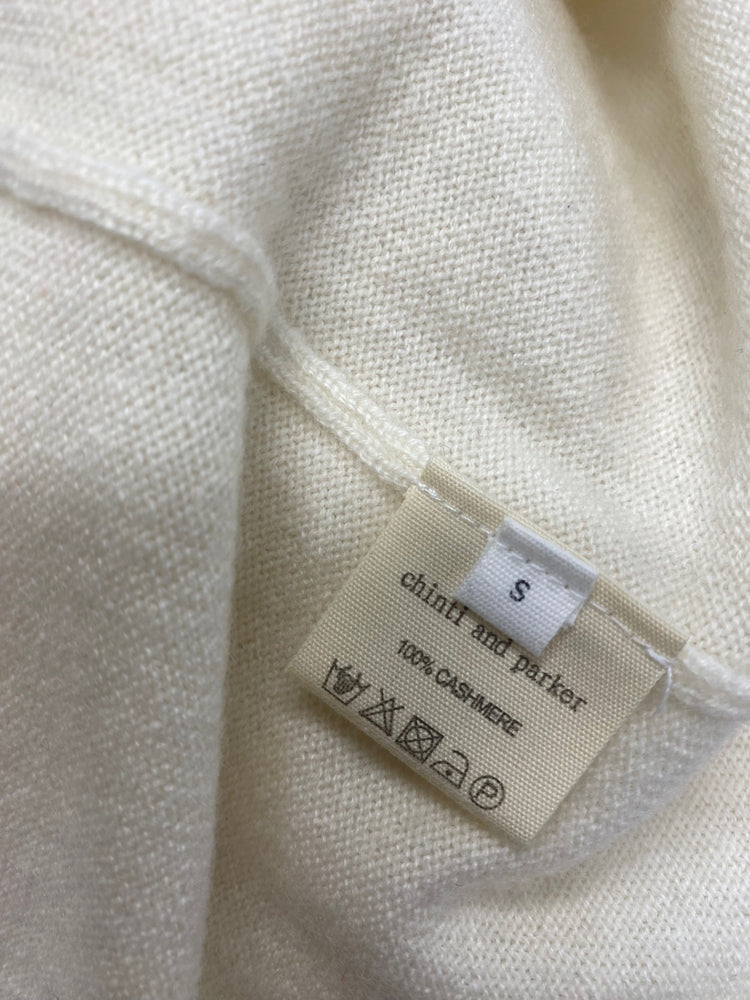 S
chinti and parker
100% CASHMERE
P